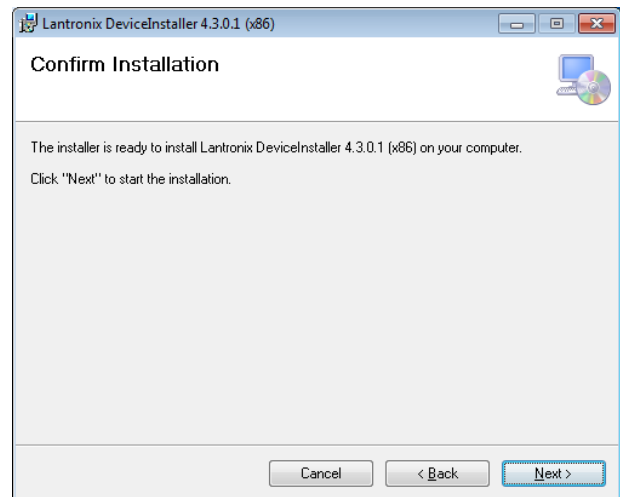 Lantronix DeviceInstaller 4.3.0.1 (x86)
Confirm Installation
The installer is ready to install Lantronix DeviceInstaller 4.3.0.1 (x86) on your computer.
Click "Next" to start the installation.
Cancel
< Back
Next >